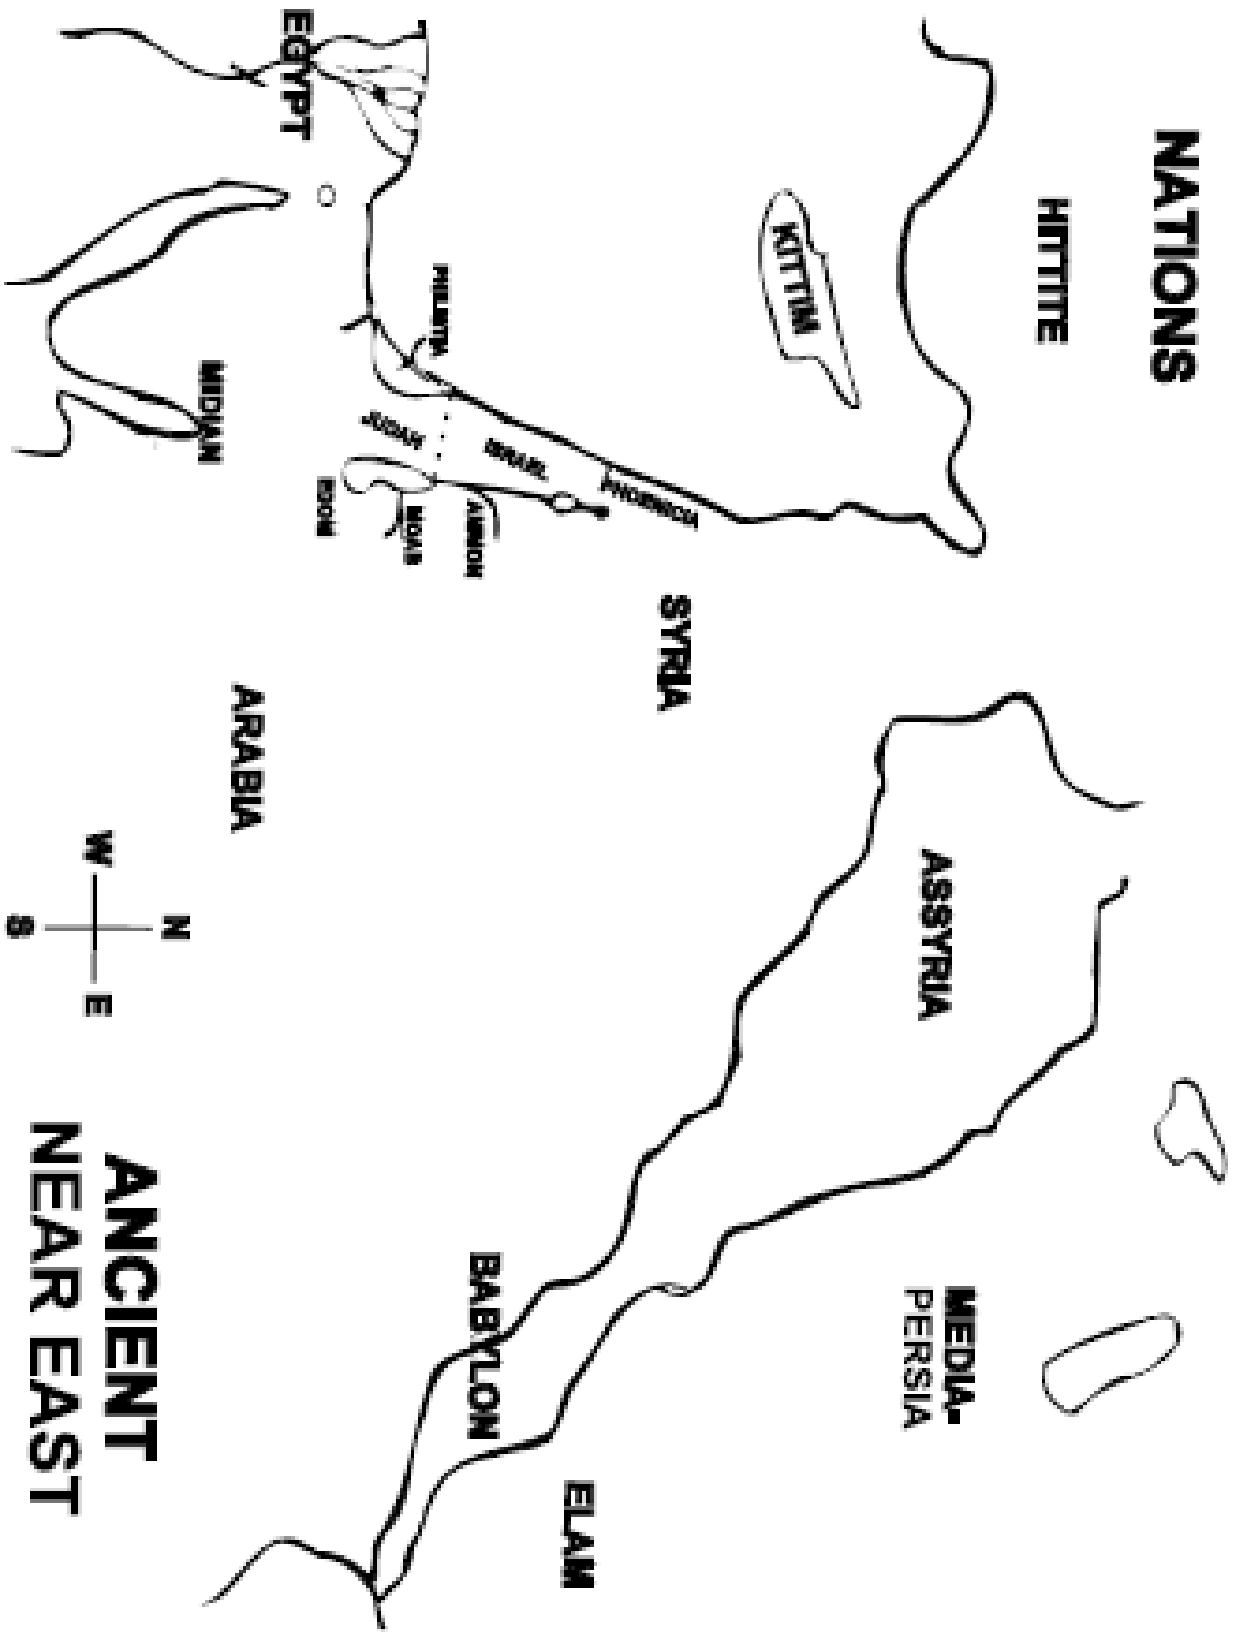 NATIONS
HITTITE
KITTIM
ASSYRIA
MEDIA-
PERSIA
SYRIA
PHOENICIA
ISRAEL
AMMON
PHILISTIA
JUDAH
MOAB
EDOM
BABYLON
ELAM
EGYPT
MIDIAN
ARABIA
N
W
E
S
ANCIENT
NEAR EAST